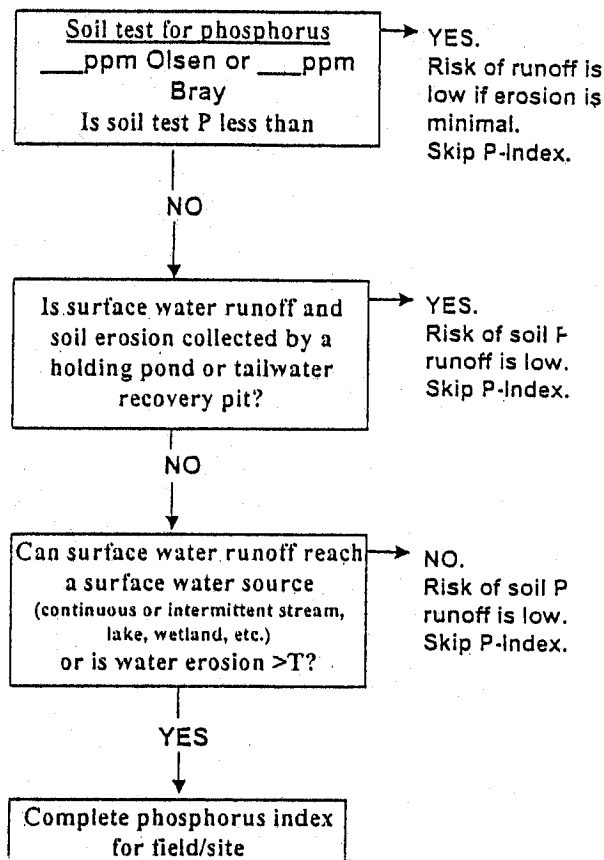 Soil test for phosphorus
___ppm Olsen or ___ppm
Bray
Is soil test P less than
YES.
Risk of runoff is
low if erosion is
minimal.
Skip P-Index.
NO
Is surface water runoff and
soil erosion collected by a
holding pond or tailwater
recovery pit?
YES.
Risk of soil P
runoff is low.
Skip P-Index.
NO
Can surface water runoff reach
a surface water source
(continuous or intermittent stream,
lake, wetland, etc.)
or is water erosion >T?
NO.
Risk of soil P
runoff is low.
Skip P-Index.
YES
Complete phosphorus index
for field/site